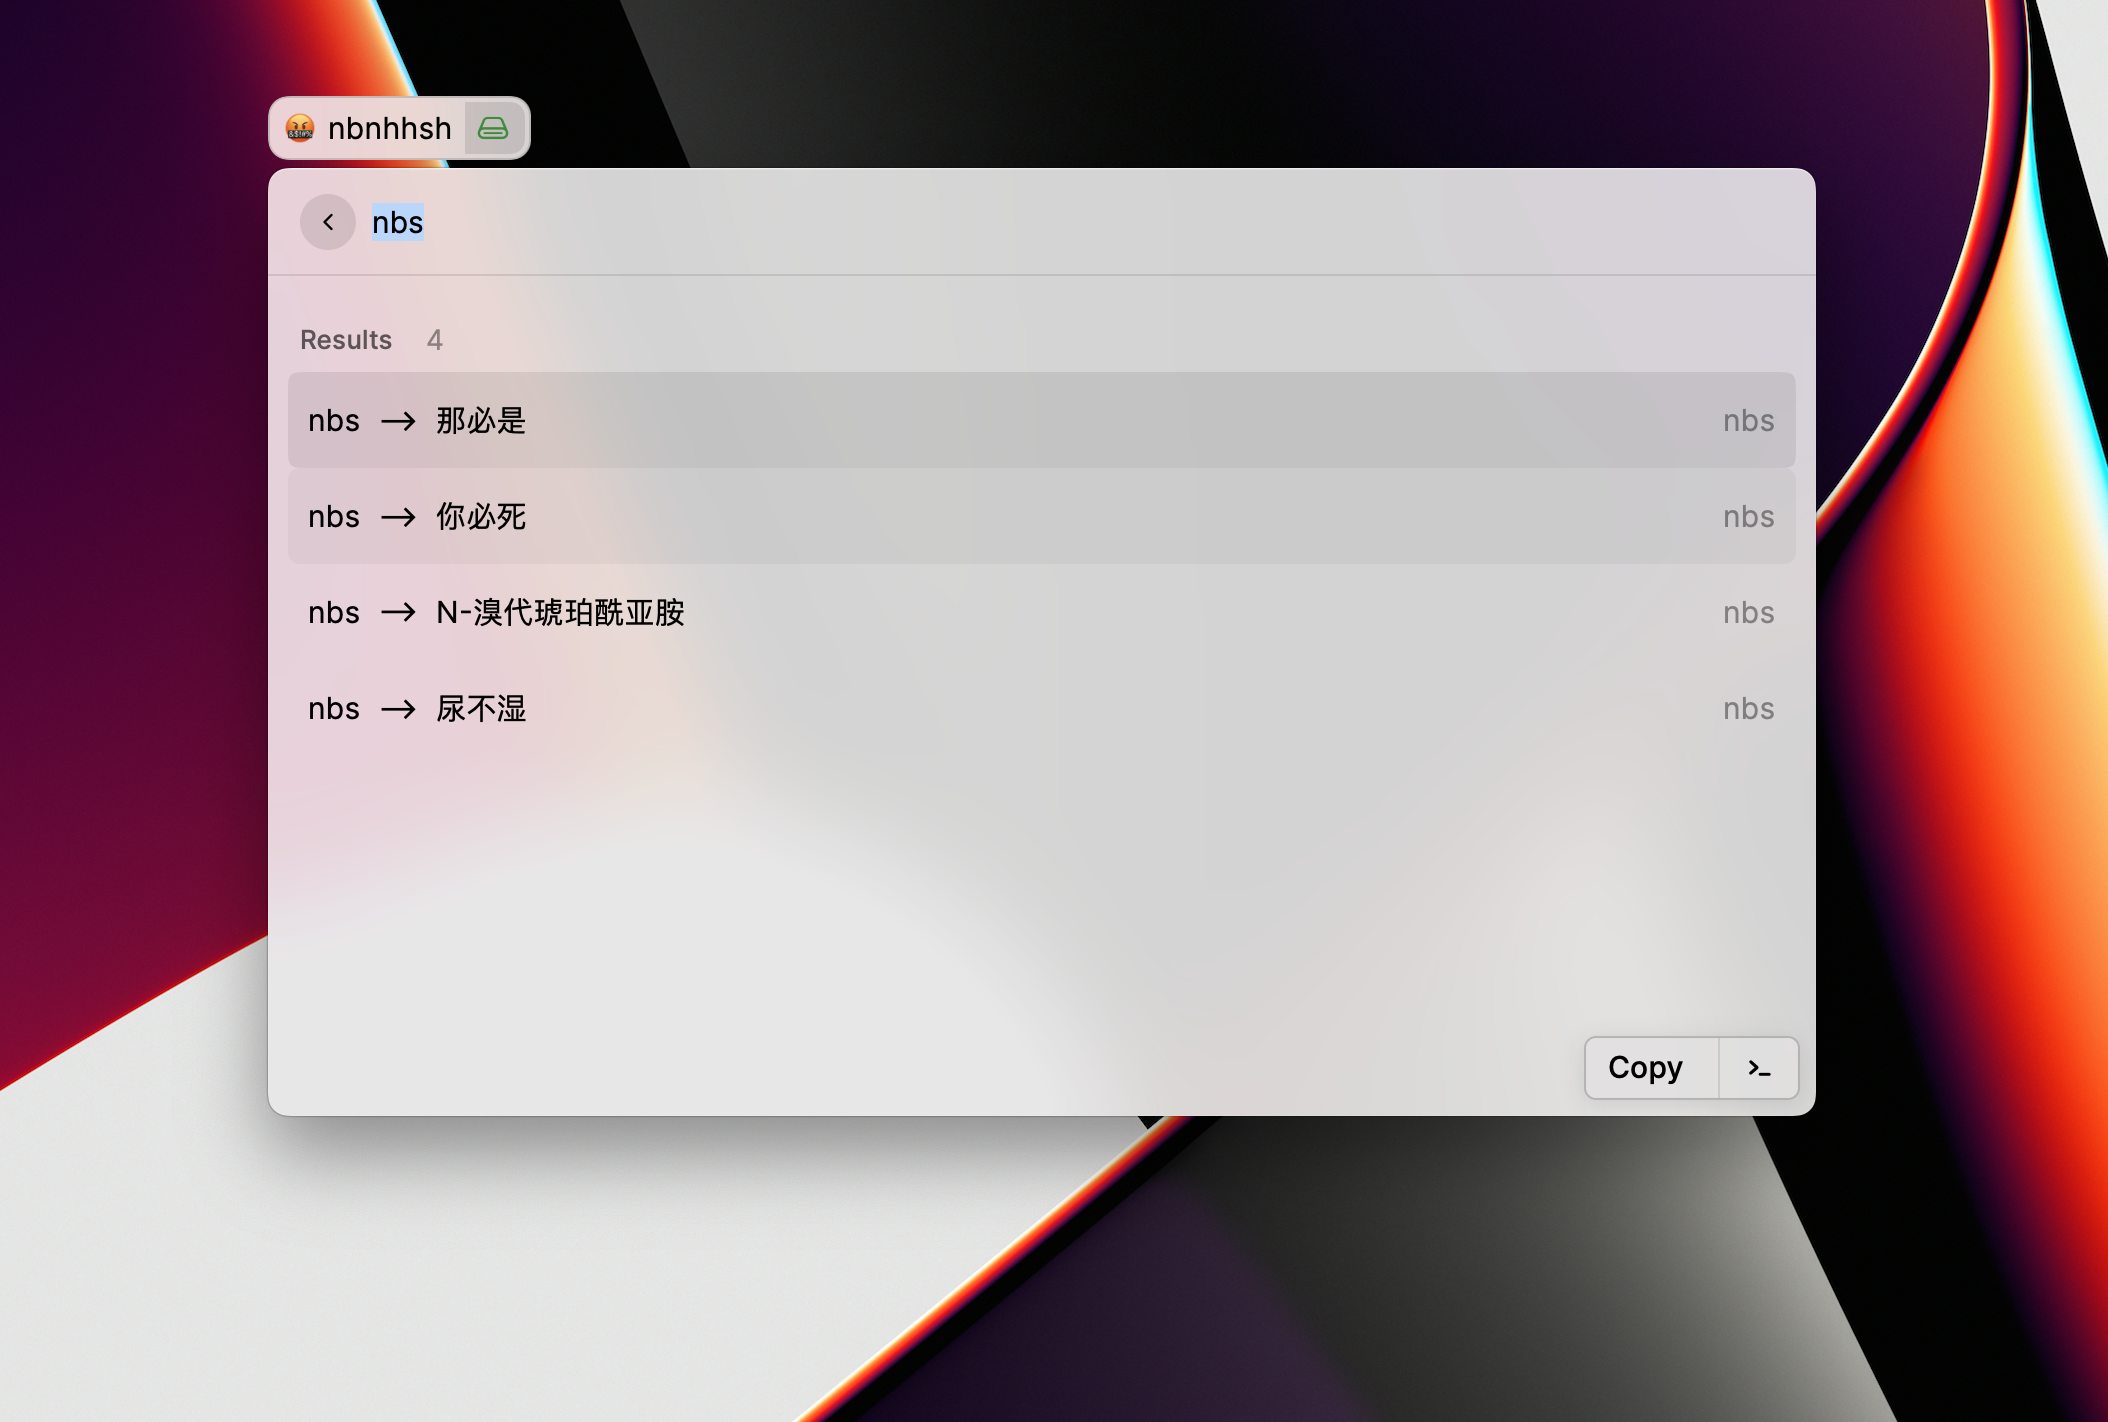 🤬 nbnhhsh
nbs
Results 4
nbs → 那必是 nbs
nbs → 你必死 nbs
nbs → N-溴代琥珀酰亚胺 nbs
nbs → 尿不湿 nbs
Copy >_